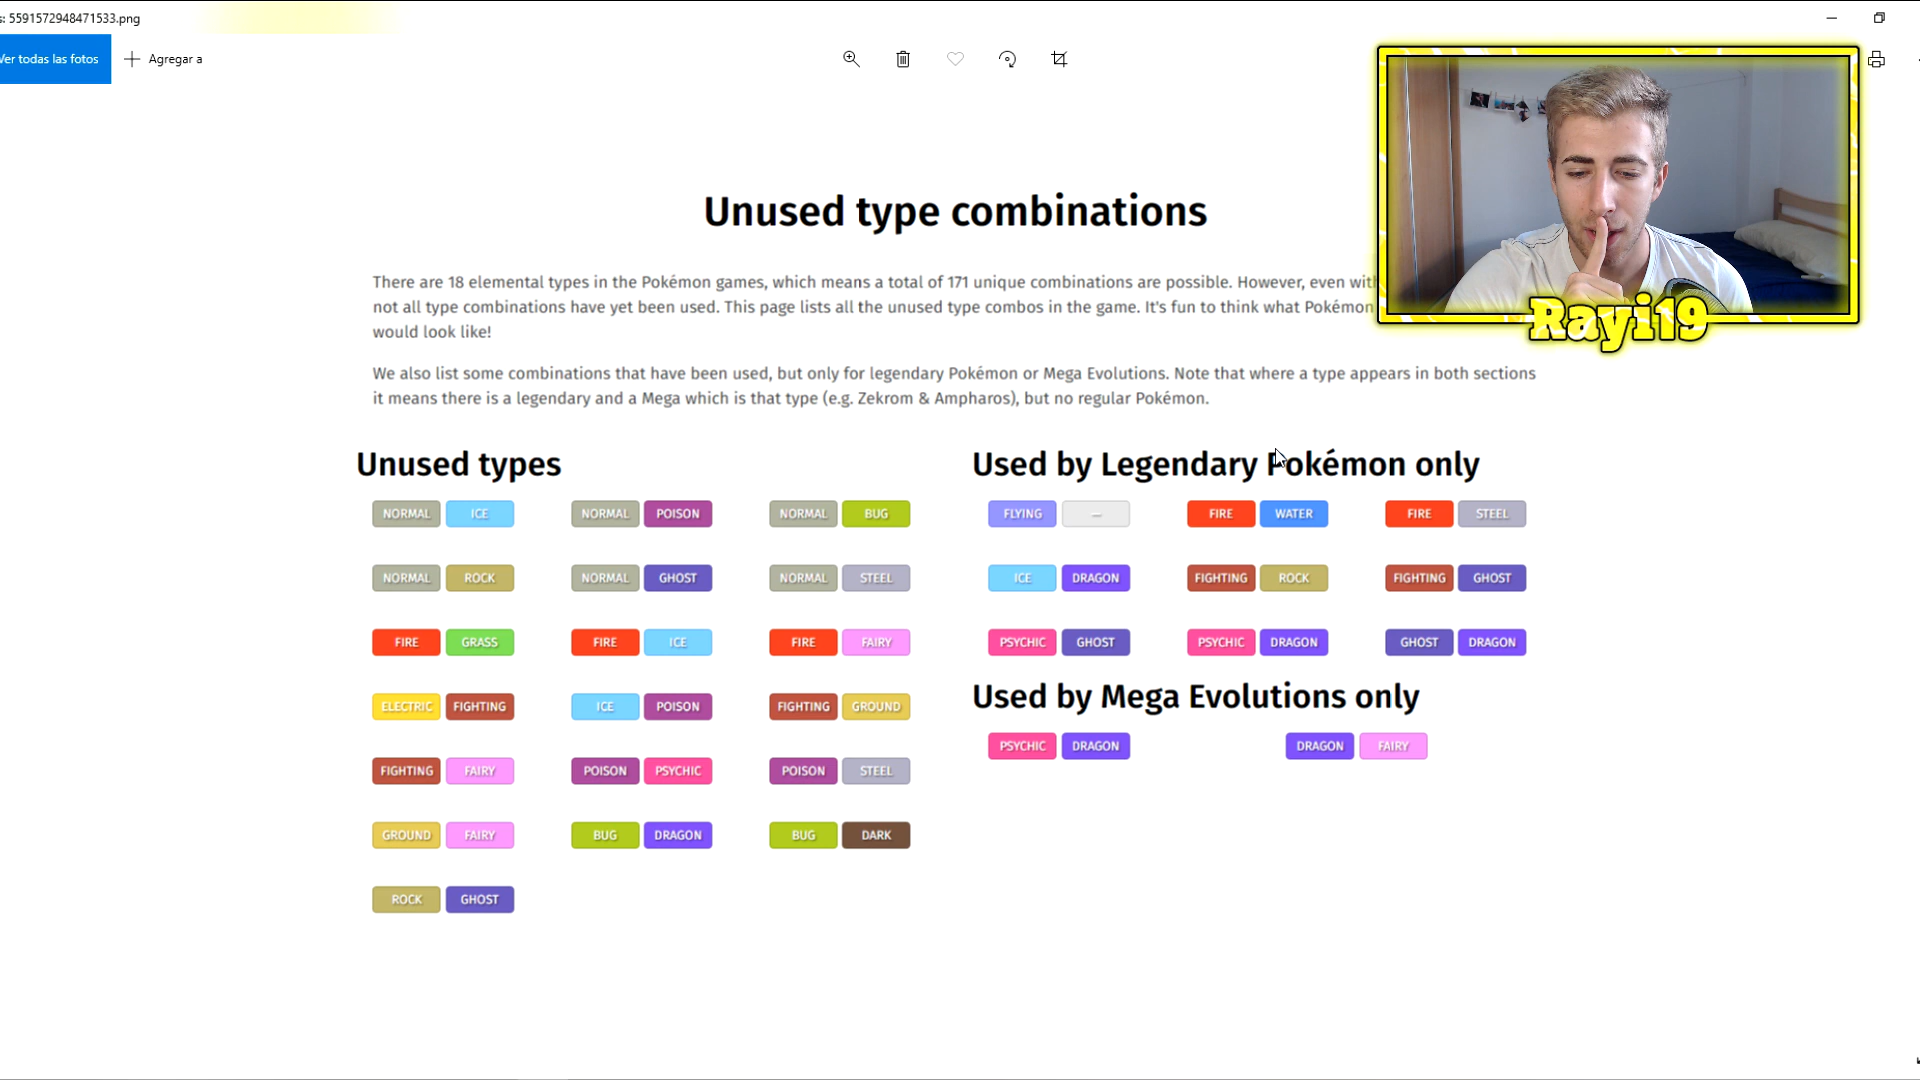 s: 5591572948471533.png
Ver todas las fotos
Agregar a
Unused type combinations
There are 18 elemental types in the Pokémon games, which means a total of 171 unique combinations are possible. However, even with
not all type combinations have yet been used. This page lists all the unused type combos in the game. It's fun to think what Pokémon
would look like!
We also list some combinations that have been used, but only for legendary Pokémon or Mega Evolutions. Note that where a type appears in both sections
it means there is a legendary and a Mega which is that type (e.g. Zekrom & Ampharos), but no regular Pokémon.
Unused types
NORMAL ICE NORMAL POISON NORMAL BUG
NORMAL ROCK NORMAL GHOST NORMAL STEEL
FIRE GRASS FIRE ICE FIRE FAIRY
ELECTRIC FIGHTING ICE POISON FIGHTING GROUND
FIGHTING FAIRY POISON PSYCHIC POISON STEEL
GROUND FAIRY BUG DRAGON BUG DARK
ROCK GHOST
Used by Legendary Pokémon only
FLYING — FIRE WATER FIRE STEEL
ICE DRAGON FIGHTING ROCK FIGHTING GHOST
PSYCHIC GHOST PSYCHIC DRAGON GHOST DRAGON
Used by Mega Evolutions only
PSYCHIC DRAGON DRAGON FAIRY
Rayi19